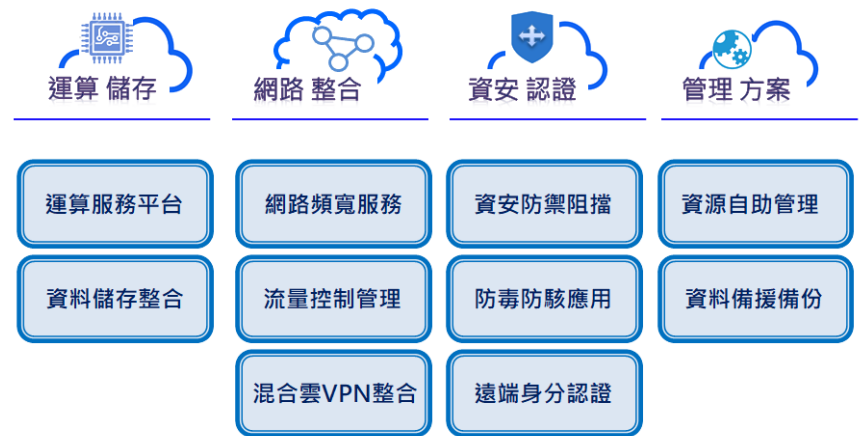 運算 儲存
網路 整合
資安 認證
管理 方案
運算服務平台
網路頻寬服務
資安防禦阻擋
資源自助管理
資料儲存整合
流量控制管理
防毒防駭應用
資料備援備份
混合雲VPN整合
遠端身分認證